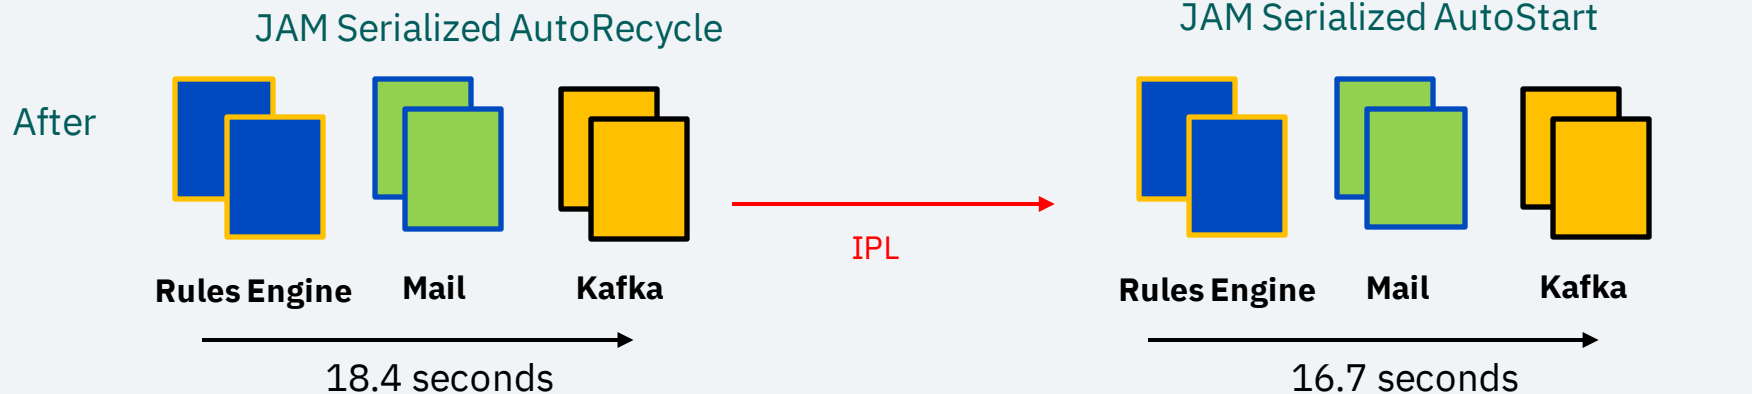 JAM Serialized AutoRecycle
JAM Serialized AutoStart
After
IPL
Rules Engine
Mail
Kafka
Rules Engine
Mail
Kafka
18.4 seconds
16.7 seconds